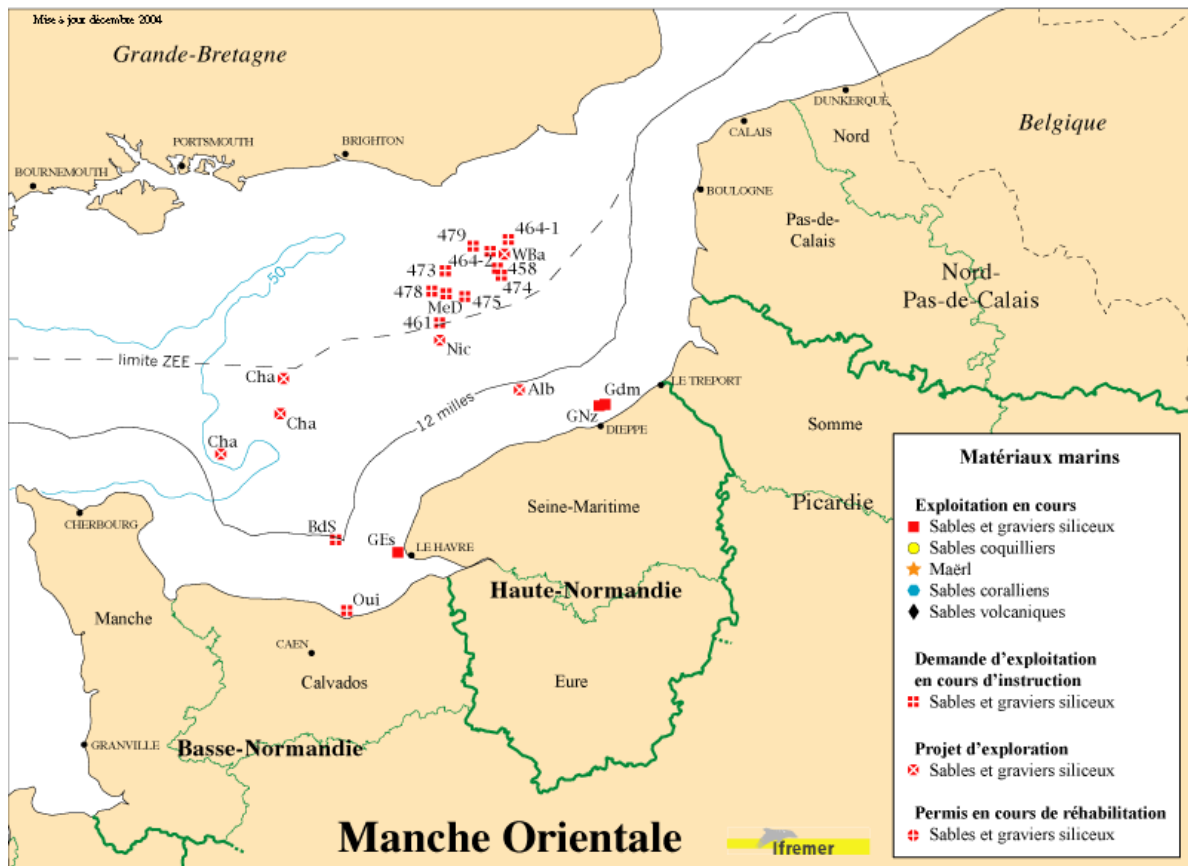 Mise à jour décembre 2004
Grande-Bretagne
DUNKERQUE
Belgique
CALAIS
Nord
PORTSMOUTH
BRIGHTON
BOURNEMOUTH
BOULOGNE
Pas-de-
Calais
Nord-
Pas-de-Calais
50
479
464-1
WBa
464-2
458
473
474
478
MeD
475
461
Nic
limite ZEE
Cha
Cha
Cha
12 milles
Alb
Gdm
GNz
LE TREPORT
DIEPPE
Somme
Picardie
Seine-Maritime
CHERBOURG
BdS
GEs
LE HAVRE
Haute-Normandie
Manche
Oui
CAEN
Calvados
Eure
GRANVILLE
Basse-Normandie
Manche Orientale
Ifremer
Matériaux marins
Exploitation en cours
Sables et graviers siliceux
Sables coquilliers
Maërl
Sables coralliens
Sables volcaniques
Demande d'exploitation
en cours d'instruction
Sables et graviers siliceux
Projet d'exploration
Sables et graviers siliceux
Permis en cours de réhabilitation
Sables et graviers siliceux